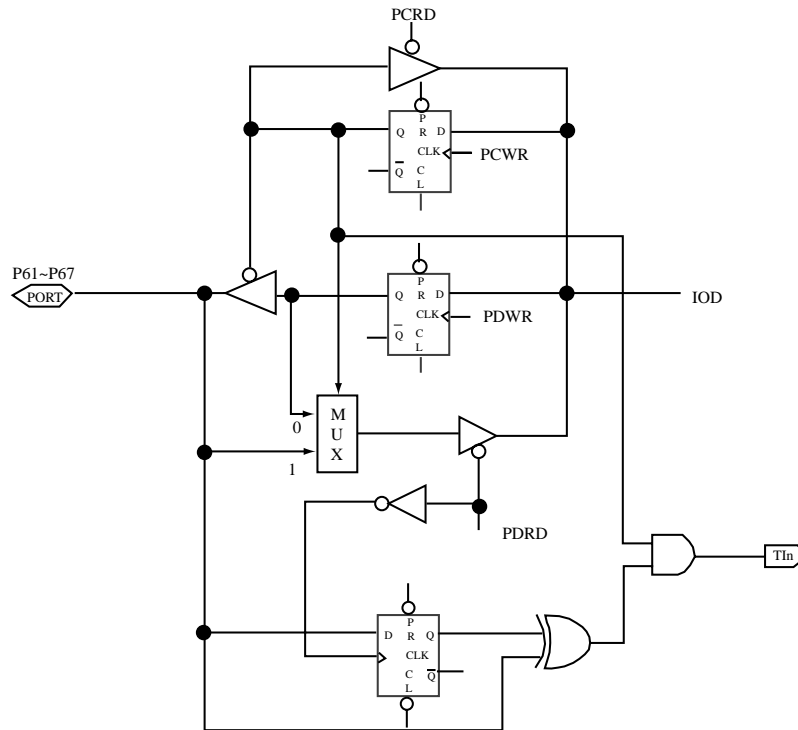 PCRD
P
Q R D
CLK
PCWR
Q C
L
P61~P67
PORT
P
Q R D
IOD
CLK
PDWR
Q C
L
M
U
X
0
1
PDRD
TIn
P
D R Q
CLK
C Q
L